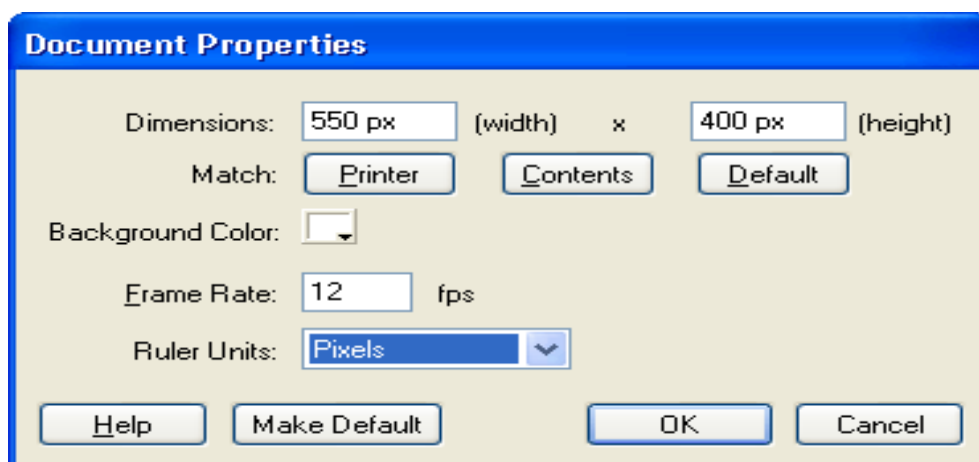 Document Properties
Dimensions: 550 px (width) x 400 px (height)
Match: Printer Contents Default
Background Color:
Frame Rate: 12 fps
Ruler Units: Pixels
Help Make Default OK Cancel